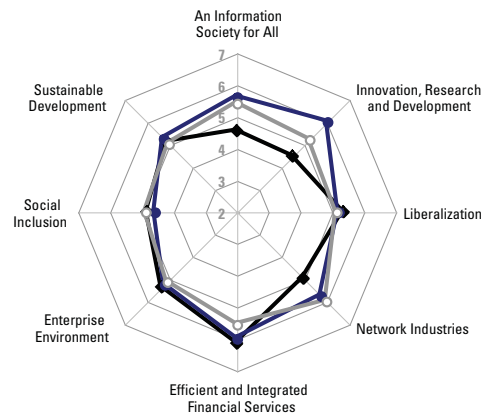 An Information
Society for All
7
6
5
4
3
2
Innovation, Research
and Development
Sustainable
Development
Liberalization
Social
Inclusion
Network Industries
Enterprise
Environment
Efficient and Integrated
Financial Services